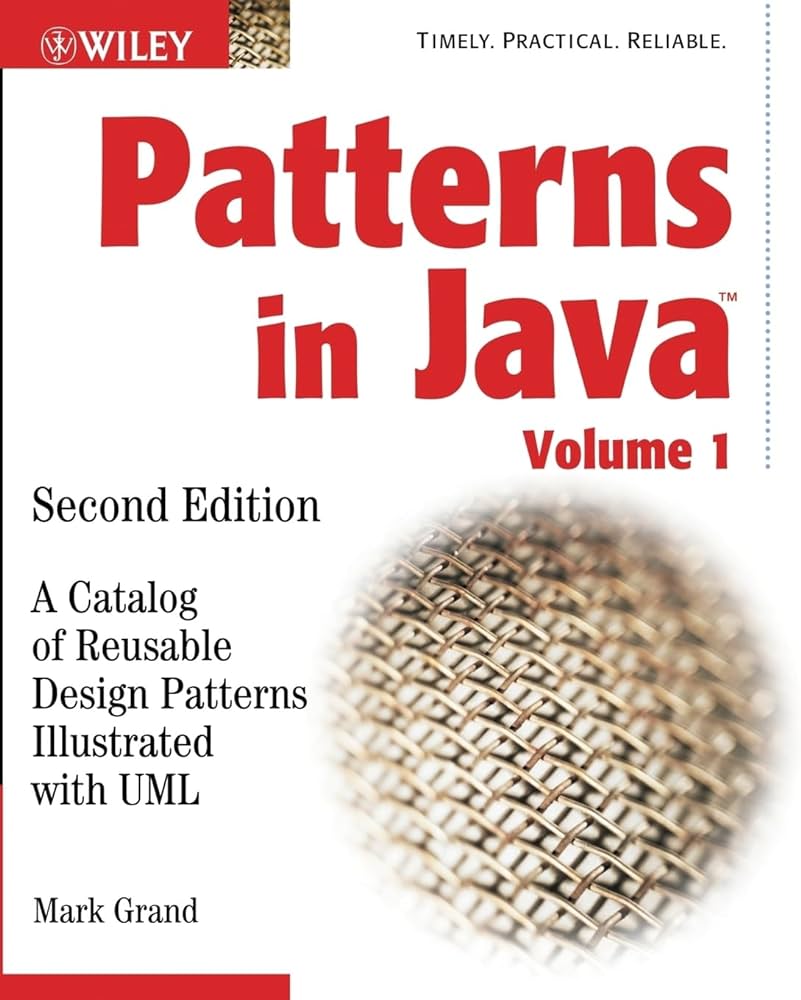 WILEY
TIMELY. PRACTICAL. RELIABLE.
Patterns
in Java™
Volume 1
Second Edition
A Catalog
of Reusable
Design Patterns
Illustrated
with UML
Mark Grand